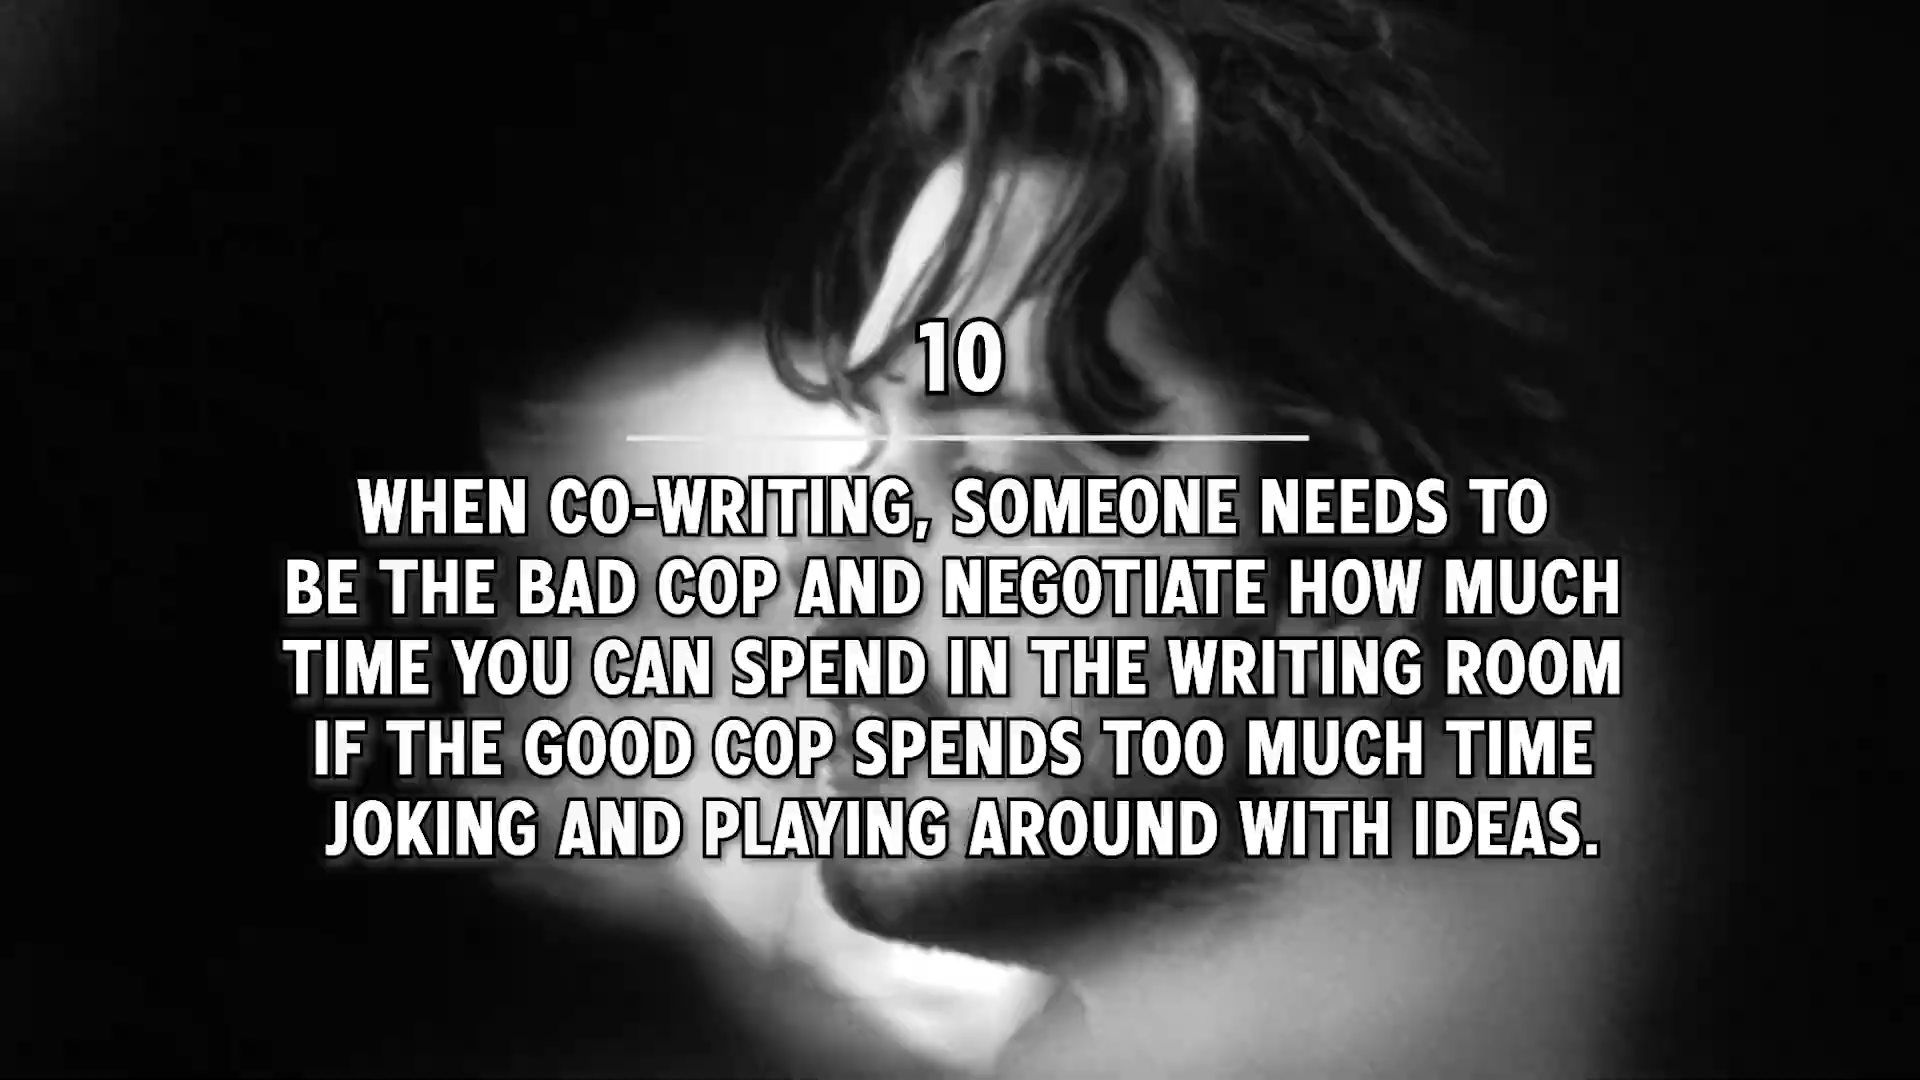 10
WHEN CO-WRITING, SOMEONE NEEDS TO
BE THE BAD COP AND NEGOTIATE HOW MUCH
TIME YOU CAN SPEND IN THE WRITING ROOM
IF THE GOOD COP SPENDS TOO MUCH TIME
JOKING AND PLAYING AROUND WITH IDEAS.